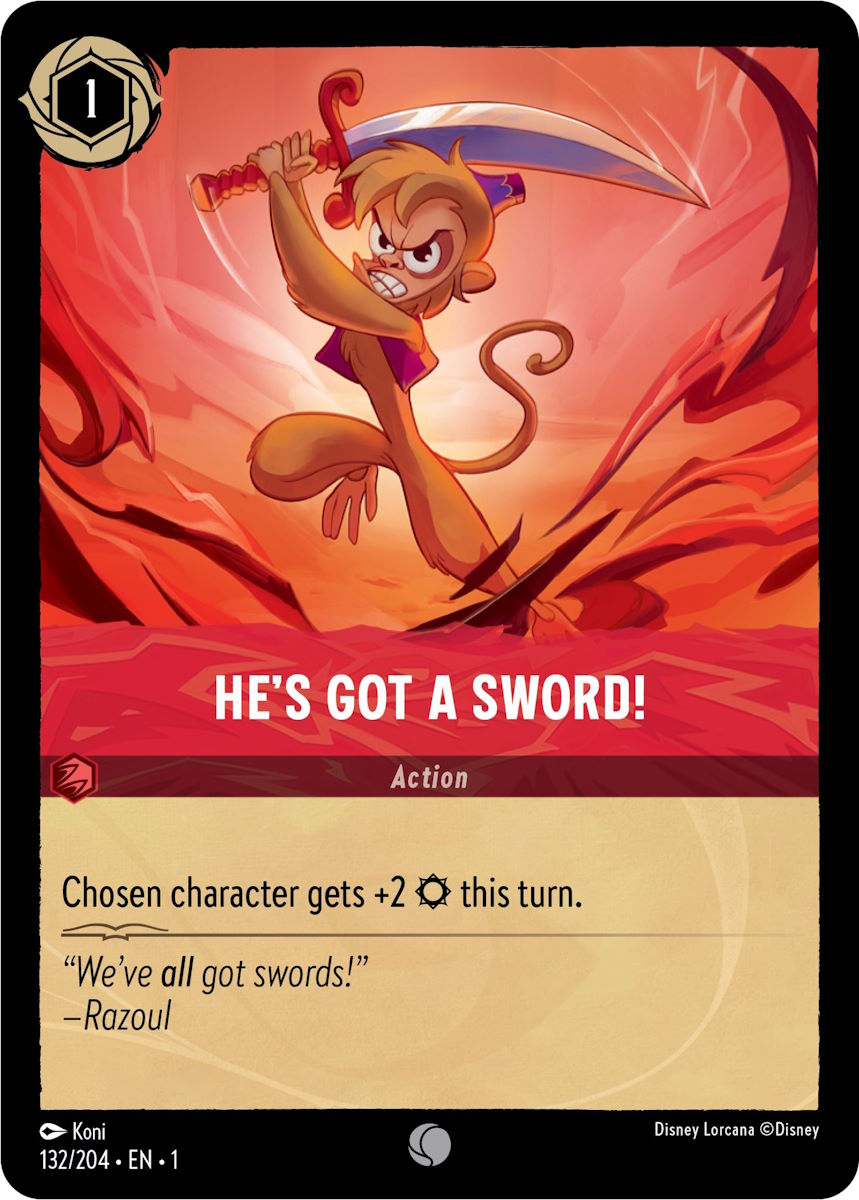 1
HE’S GOT A SWORD!
Action
Chosen character gets +2 this turn.
“We’ve all got swords!”
–Razoul
Koni
Disney Lorcana ©Disney
132/204 • EN • 1